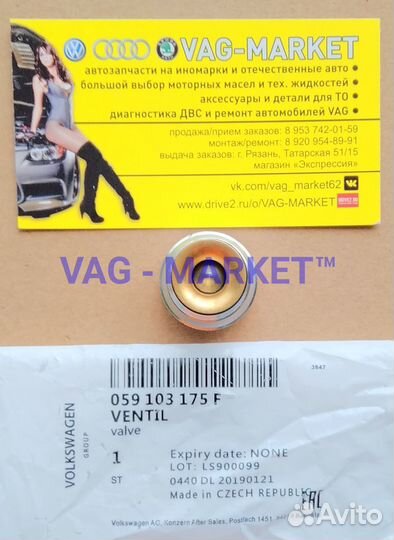 VAG-MARKET
автозапчасти на иномарки и отечественные авто
большой выбор моторных масел и тех. жидкостей
аксессуары и детали для ТО
диагностика ДВС и ремонт автомобилей VAG
продажа/прием заказов: 8 953 742-01-59
монтаж/ремонт: 8 920 954-89-91
выдача заказов: г. Рязань, Татарская 51/15
магазин «Экспрессия»
vk.com/vag_market62
www.drive2.ru/o/VAG-MARKET
VAG - MARKET™
3847
VOLKSWAGEN
GROUP
059 103 175 F
VENTIL
valve
1
ST
Expiry date: NONE
LOT: LS900099
0440 DL 20190121
Made in CZECH REPUBLIC
EAC
Volkswagen AG, Konzern After Sales, Postfach 1451,
Avito